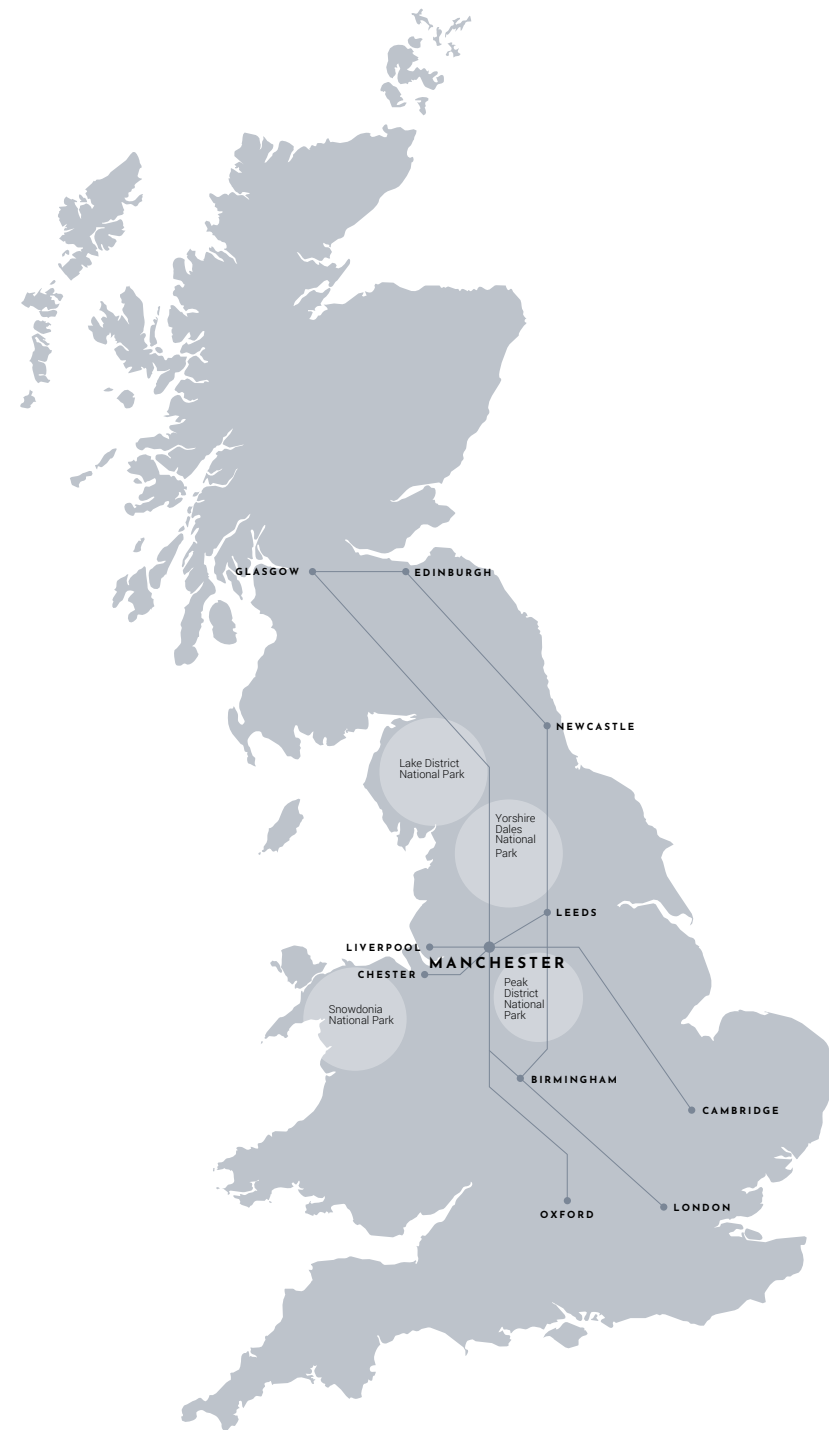 GLASGOW
EDINBURGH
NEWCASTLE
Lake District
National Park
Yorshire
Dales
National
Park
LEEDS
LIVERPOOL
MANCHESTER
CHESTER
Peak
District
National
Park
Snowdonia
National Park
BIRMINGHAM
CAMBRIDGE
LONDON
OXFORD